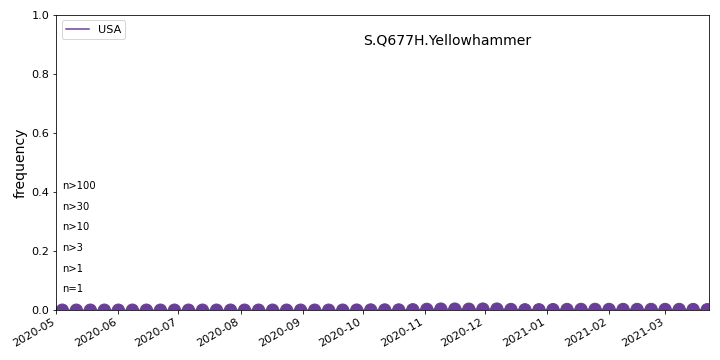 1.0
USA
S.Q677H.Yellowhammer
0.8
0.6
frequency
0.4
n>100
n>30
n>10
0.2
n>3
n>1
n=1
0.0
2020-05
2020-06
2020-07
2020-08
2020-09
2020-10
2020-11
2020-12
2021-01
2021-02
2021-03